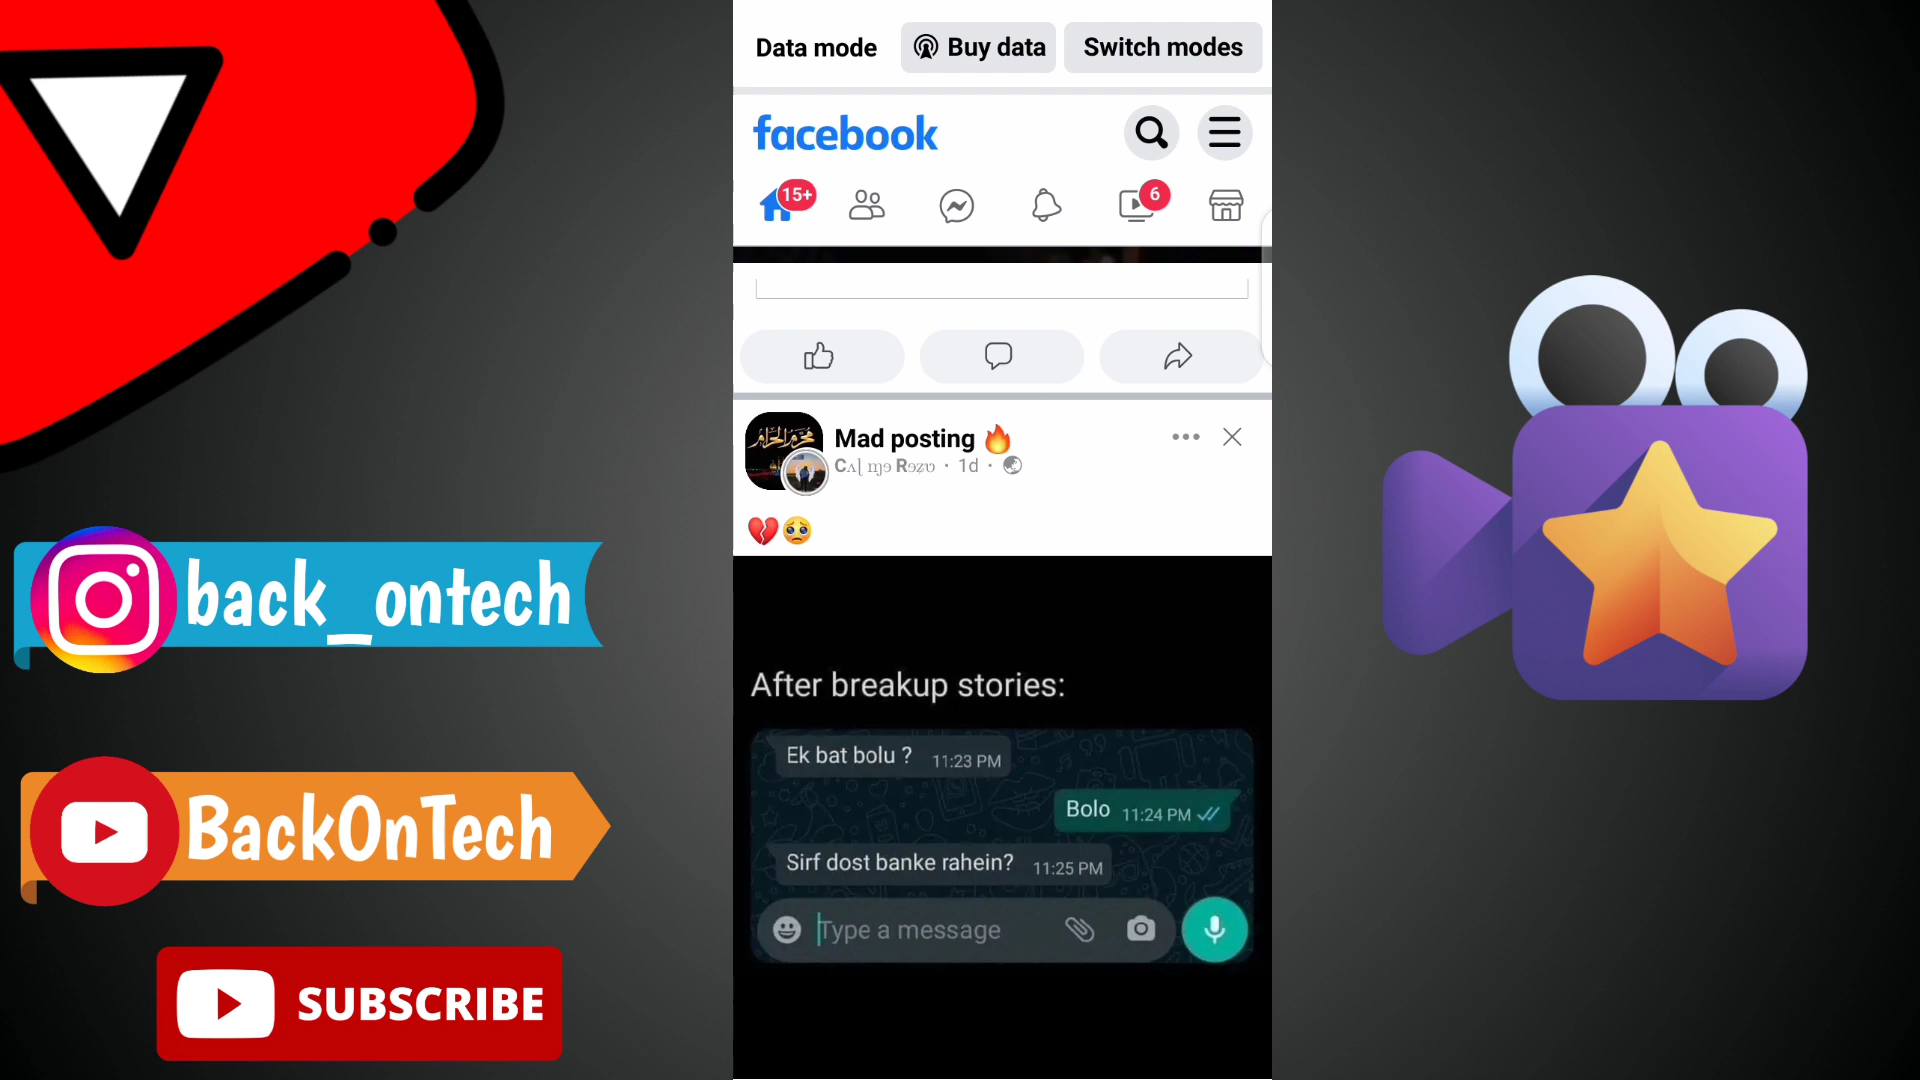 Data mode
Buy data
Switch modes
facebook
15+
6
Mad posting 🔥
· 1d ·
💔🥺
After breakup stories:
Ek bat bolu ? 11:23 PM
Bolo 11:24 PM
Sirf dost banke rahein? 11:25 PM
Type a message
back_ontech
BackOnTech
SUBSCRIBE